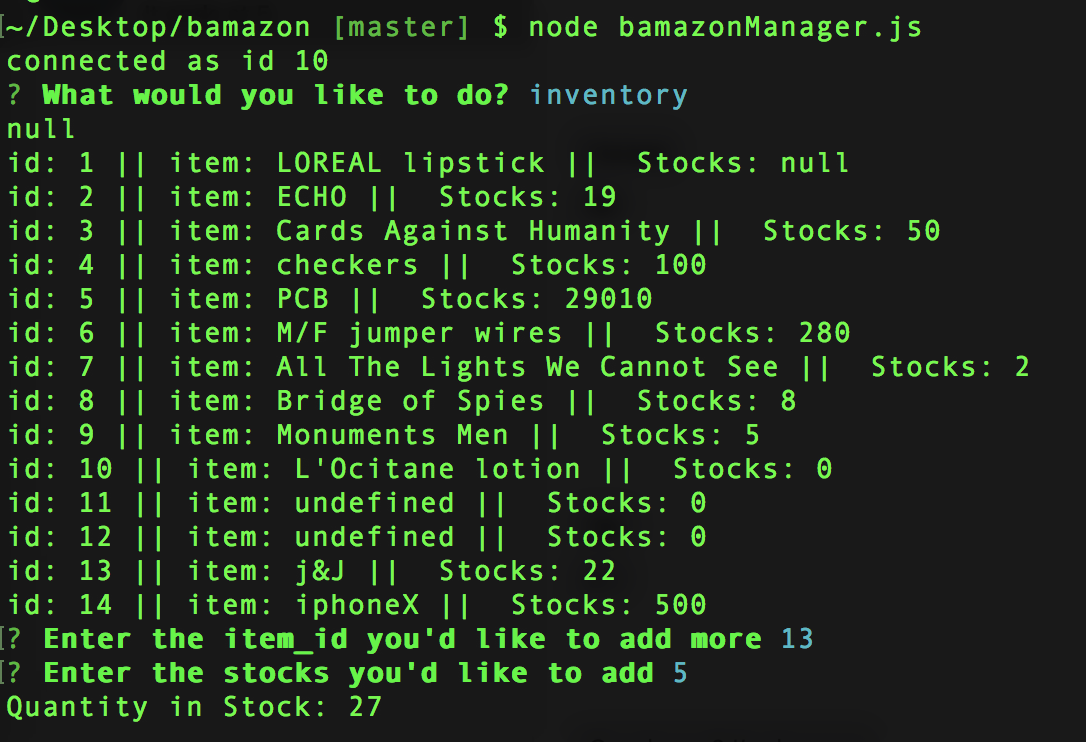 ~/Desktop/bamazon [master] $ node bamazonManager.js
connected as id 10
? What would you like to do? inventory
null
id: 1 || item: LOREAL lipstick ||  Stocks: null
id: 2 || item: ECHO ||  Stocks: 19
id: 3 || item: Cards Against Humanity ||  Stocks: 50
id: 4 || item: checkers ||  Stocks: 100
id: 5 || item: PCB ||  Stocks: 29010
id: 6 || item: M/F jumper wires ||  Stocks: 280
id: 7 || item: All The Lights We Cannot See ||  Stocks: 2
id: 8 || item: Bridge of Spies ||  Stocks: 8
id: 9 || item: Monuments Men ||  Stocks: 5
id: 10 || item: L'Ocitane lotion ||  Stocks: 0
id: 11 || item: undefined ||  Stocks: 0
id: 12 || item: undefined ||  Stocks: 0
id: 13 || item: j&J ||  Stocks: 22
id: 14 || item: iphoneX ||  Stocks: 500
? Enter the item_id you'd like to add more 13
? Enter the stocks you'd like to add 5
Quantity in Stock: 27